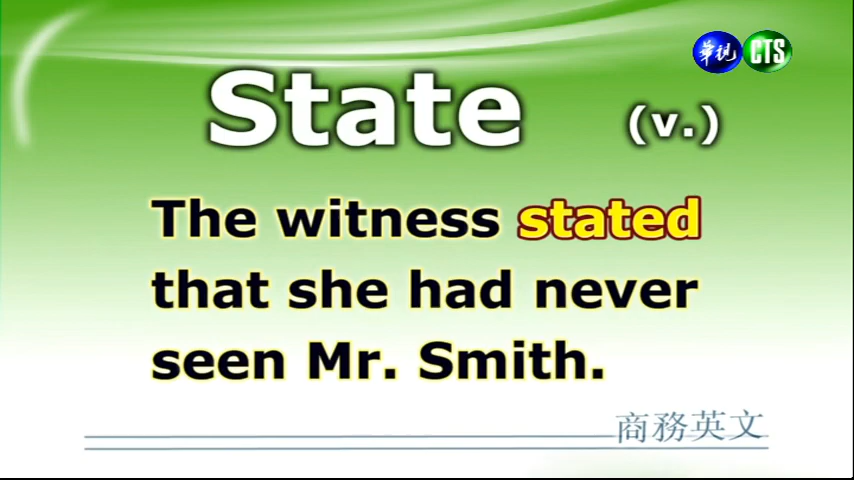 華視 CTS
State (v.)
The witness stated
that she had never
seen Mr. Smith.
商務英文